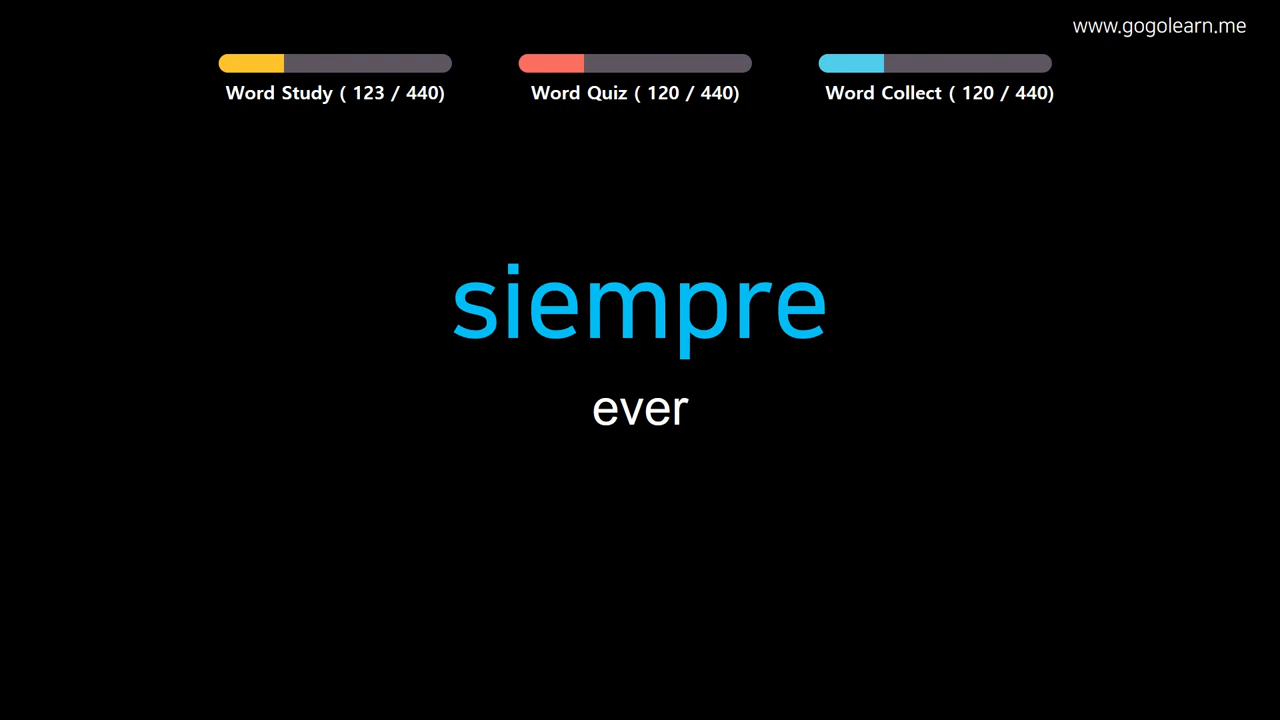 www.gogolearn.me
Word Study ( 123 / 440)
Word Quiz ( 120 / 440)
Word Collect ( 120 / 440)
siempre
ever